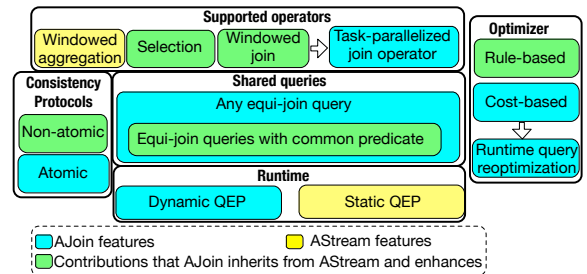 Supported operators
Windowed
aggregation
Selection
Windowed
join
Task-parallelized
join operator
Optimizer
Rule-based
Cost-based
Runtime query
reoptimization
Consistency
Protocols
Non-atomic
Atomic
Shared queries
Any equi-join query
Equi-join queries with common predicate
Runtime
Dynamic QEP
Static QEP
AJoin features
AStream features
Contributions that AJoin inherits from AStream and enhances